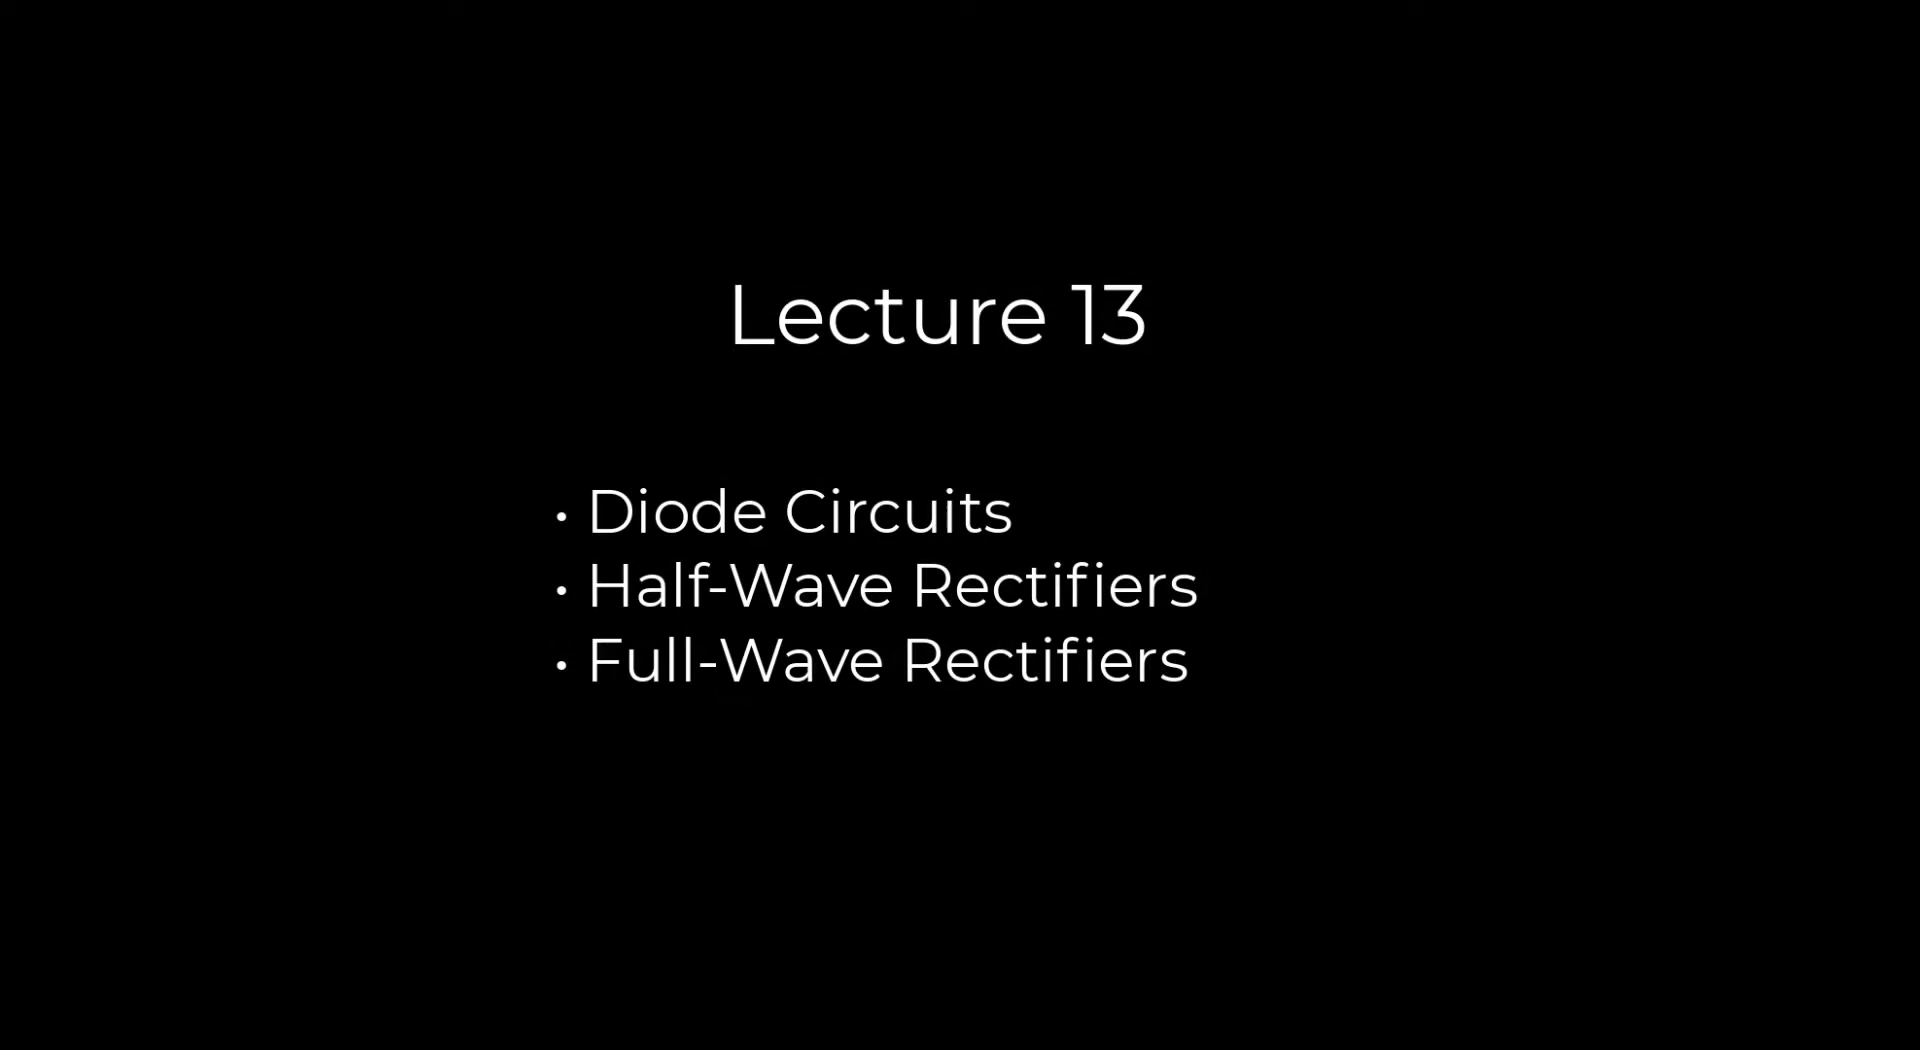 Lecture 13
• Diode Circuits
• Half-Wave Rectifiers
• Full-Wave Rectifiers